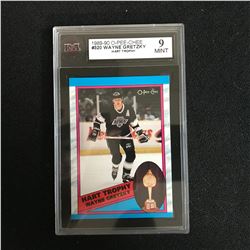 1989-90 O-PEE-CHEE
#320 WAYNE GRETZKY
HART TROPHY
9
MINT
O-Pee-Chee
HART TROPHY
WAYNE GRETZKY